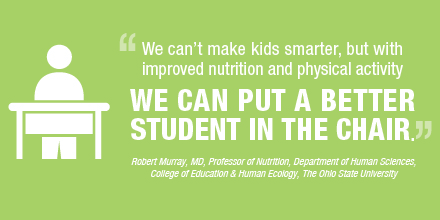 “We can’t make kids smarter, but with
improved nutrition and physical activity
WE CAN PUT A BETTER
STUDENT IN THE CHAIR.”
Robert Murray, MD, Professor of Nutrition, Department of Human Sciences,
College of Education & Human Ecology, The Ohio State University